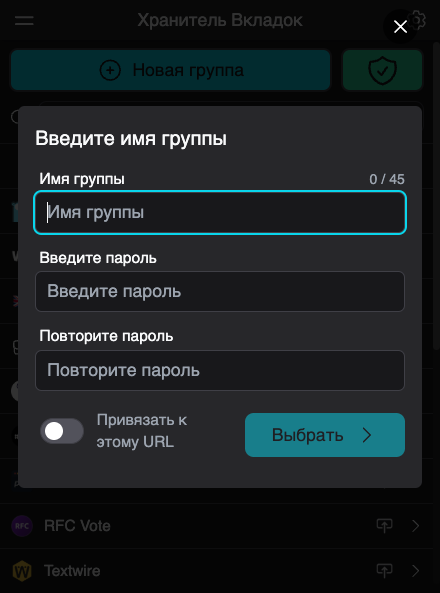 Хранитель Вкладок
Новая группа
Введите имя группы
Имя группы 0 / 45
Имя группы
Введите пароль
Введите пароль
Повторите пароль
Повторите пароль
Привязать к
этому URL
Выбрать
RFC RFC Vote
Textwire